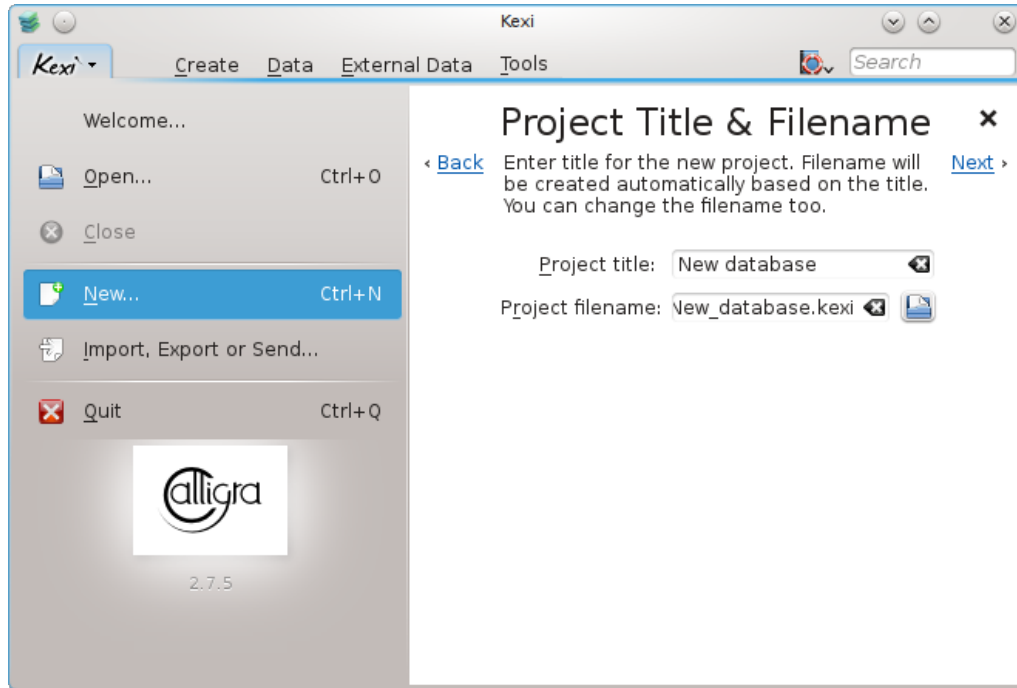 Kexi
Kexi Create Data External Data Tools Search
Welcome...
Open... Ctrl+O
Close
New... Ctrl+N
Import, Export or Send...
Quit Ctrl+Q
Calligra
2.7.5
Project Title & Filename
‹ Back
Enter title for the new project. Filename will
be created automatically based on the title.
You can change the filename too.
Next ›
Project title: New database
Project filename: New_database.kexi